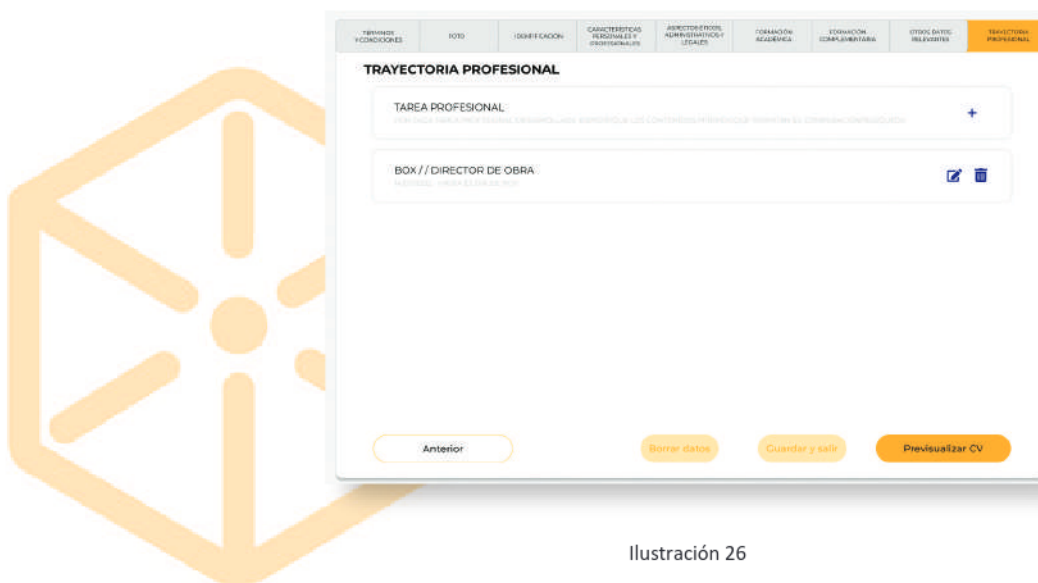 TÉRMINOS
Y CONDICIONES
FOTO
IDENTIFICACIÓN
CARACTERÍSTICAS
PERSONALES Y
PROFESIONALES
ASPECTOS ÉTICOS,
ADMINISTRATIVOS Y
LEGALES
FORMACIÓN
ACADÉMICA
FORMACIÓN
COMPLEMENTARIA
OTROS DATOS
RELEVANTES
TRAYECTORIA
PROFESIONAL
TRAYECTORIA PROFESIONAL
TAREA PROFESIONAL
BOX // DIRECTOR DE OBRA
Anterior
Borrar datos
Guardar y salir
Previsualizar CV
Ilustración 26